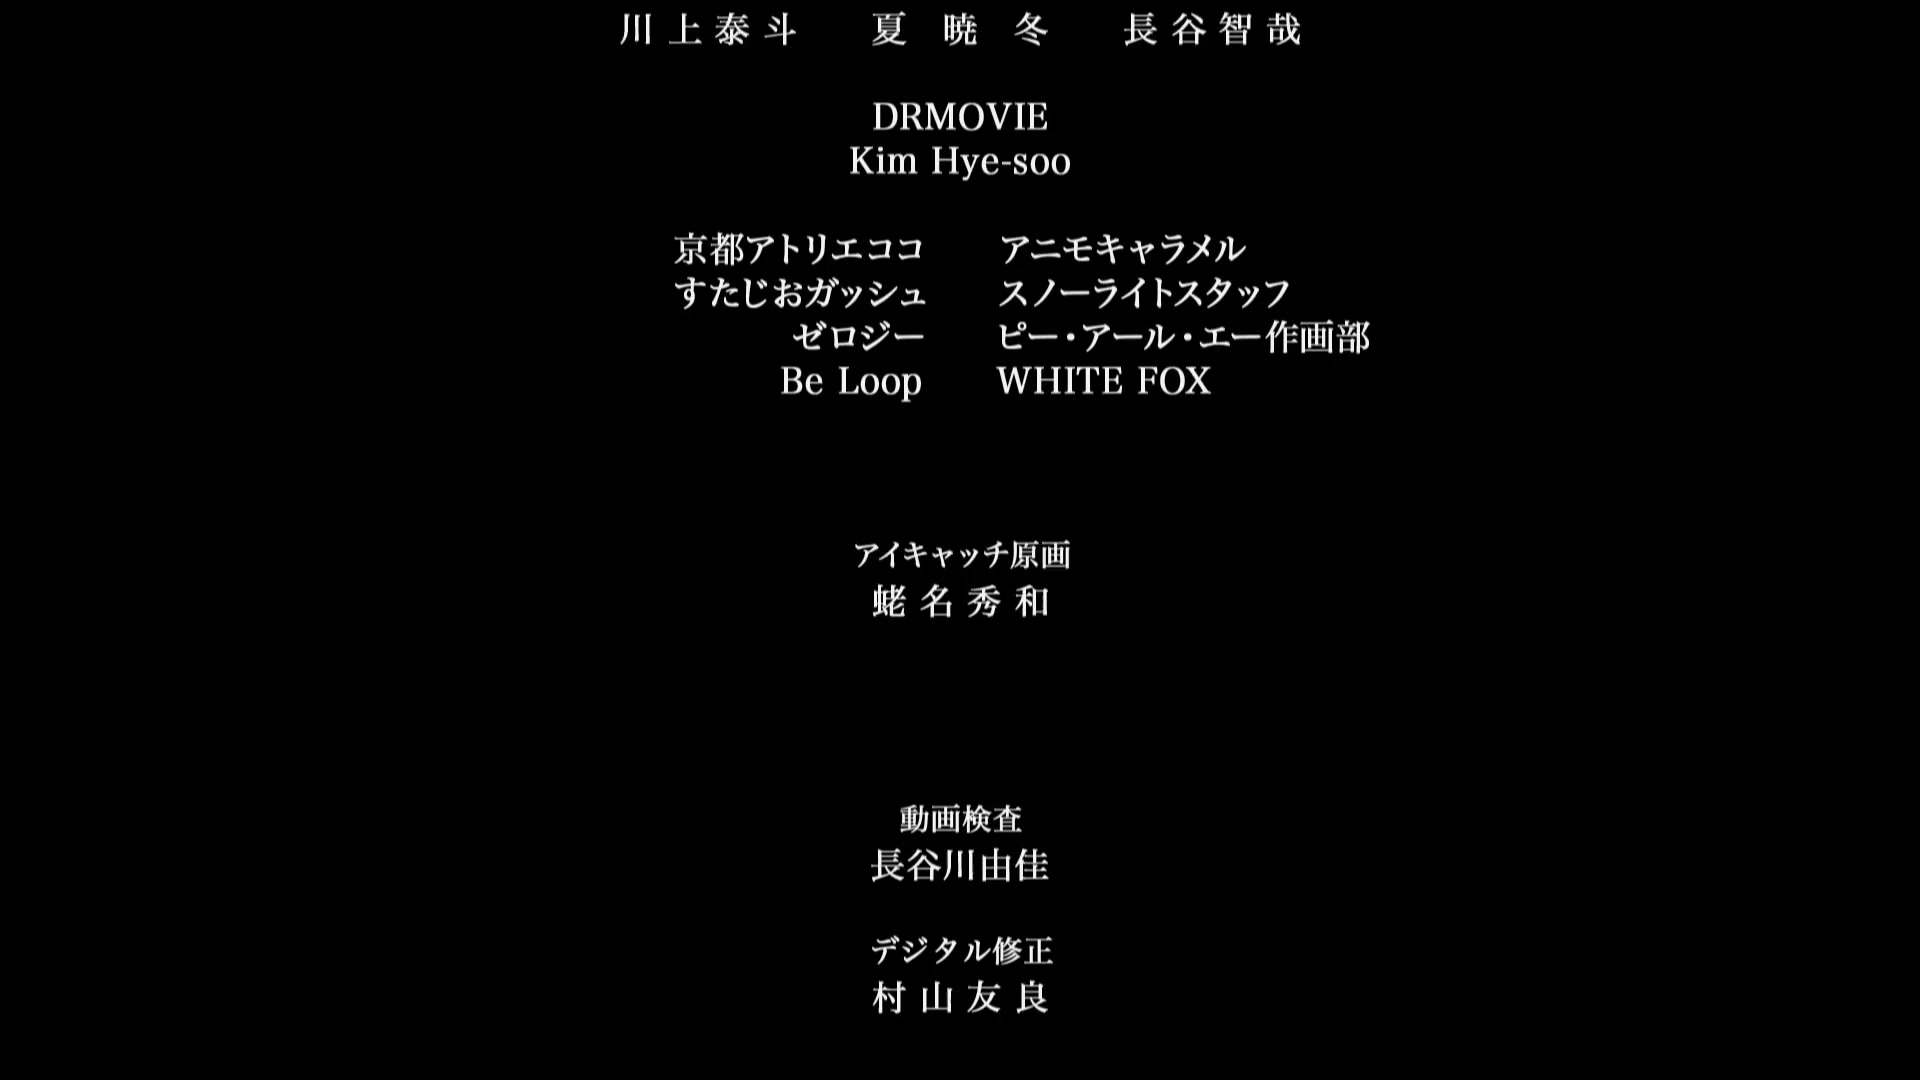 川上泰斗　夏暁冬　長谷智哉
DRMOVIE
Kim Hye-soo
京都アトリエココ　アニモキャラメル
すたじおガッシュ　スノーライトスタッフ
ゼロジー　ピー・アール・エー作画部
Be Loop　WHITE FOX
アイキャッチ原画
蛯名秀和
動画検査
長谷川由佳
デジタル修正
村山友良